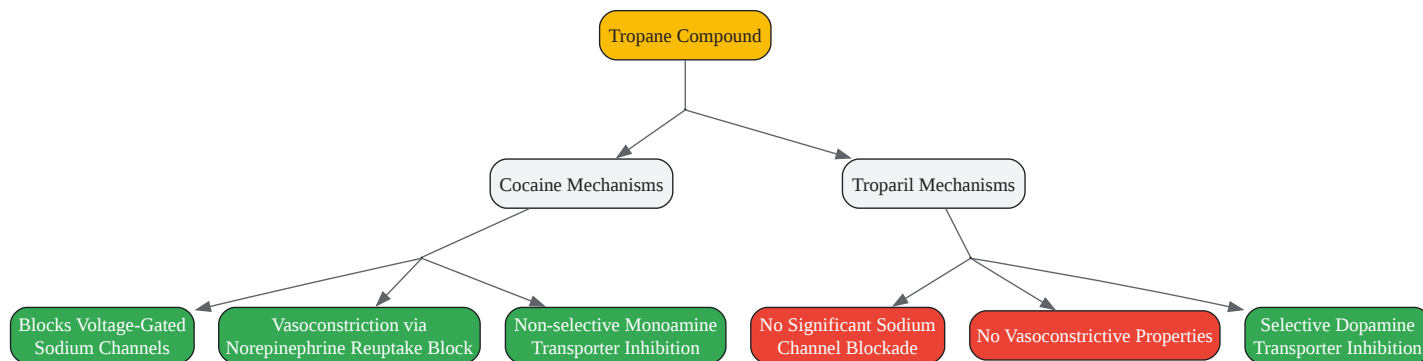 Tropane Compound
Cocaine Mechanisms
Troparil Mechanisms
Blocks Voltage-Gated
Sodium Channels
Vasoconstriction via
Norepinephrine Reuptake Block
Non-selective Monoamine
Transporter Inhibition
No Significant Sodium
Channel Blockade
No Vasoconstrictive Properties
Selective Dopamine
Transporter Inhibition